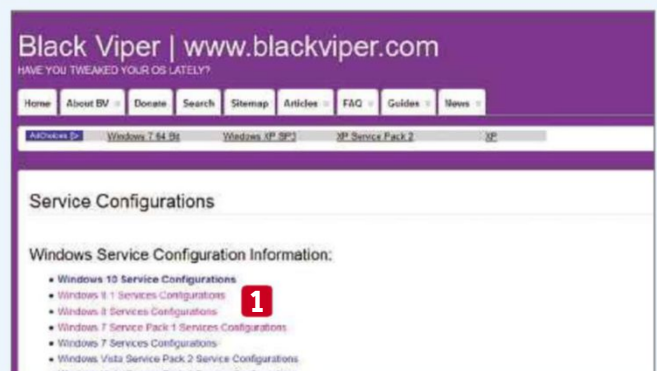 Black Viper | www.blackviper.com
HAVE YOU TWEAKED YOUR OS LATELY?
Home About BV Donate Search Sitemap Articles FAQ Guides News
AdChoices Windows 7 64 Bit Windows XP SP3 XP Service Pack 2 XP
Service Configurations
Windows Service Configuration Information:
• Windows 10 Service Configurations
• Windows 8.1 Services Configurations
1
• Windows 8 Services Configurations
• Windows 7 Service Pack 1 Services Configurations
• Windows 7 Services Configurations
• Windows Vista Service Pack 2 Service Configurations